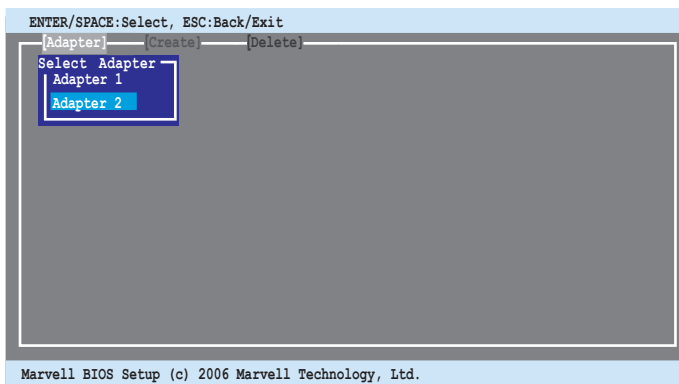 ENTER/SPACE:Select, ESC:Back/Exit
[Adapter] [Create] [Delete]
Select Adapter
Adapter 1
Adapter 2
Marvell BIOS Setup (c) 2006 Marvell Technology, Ltd.